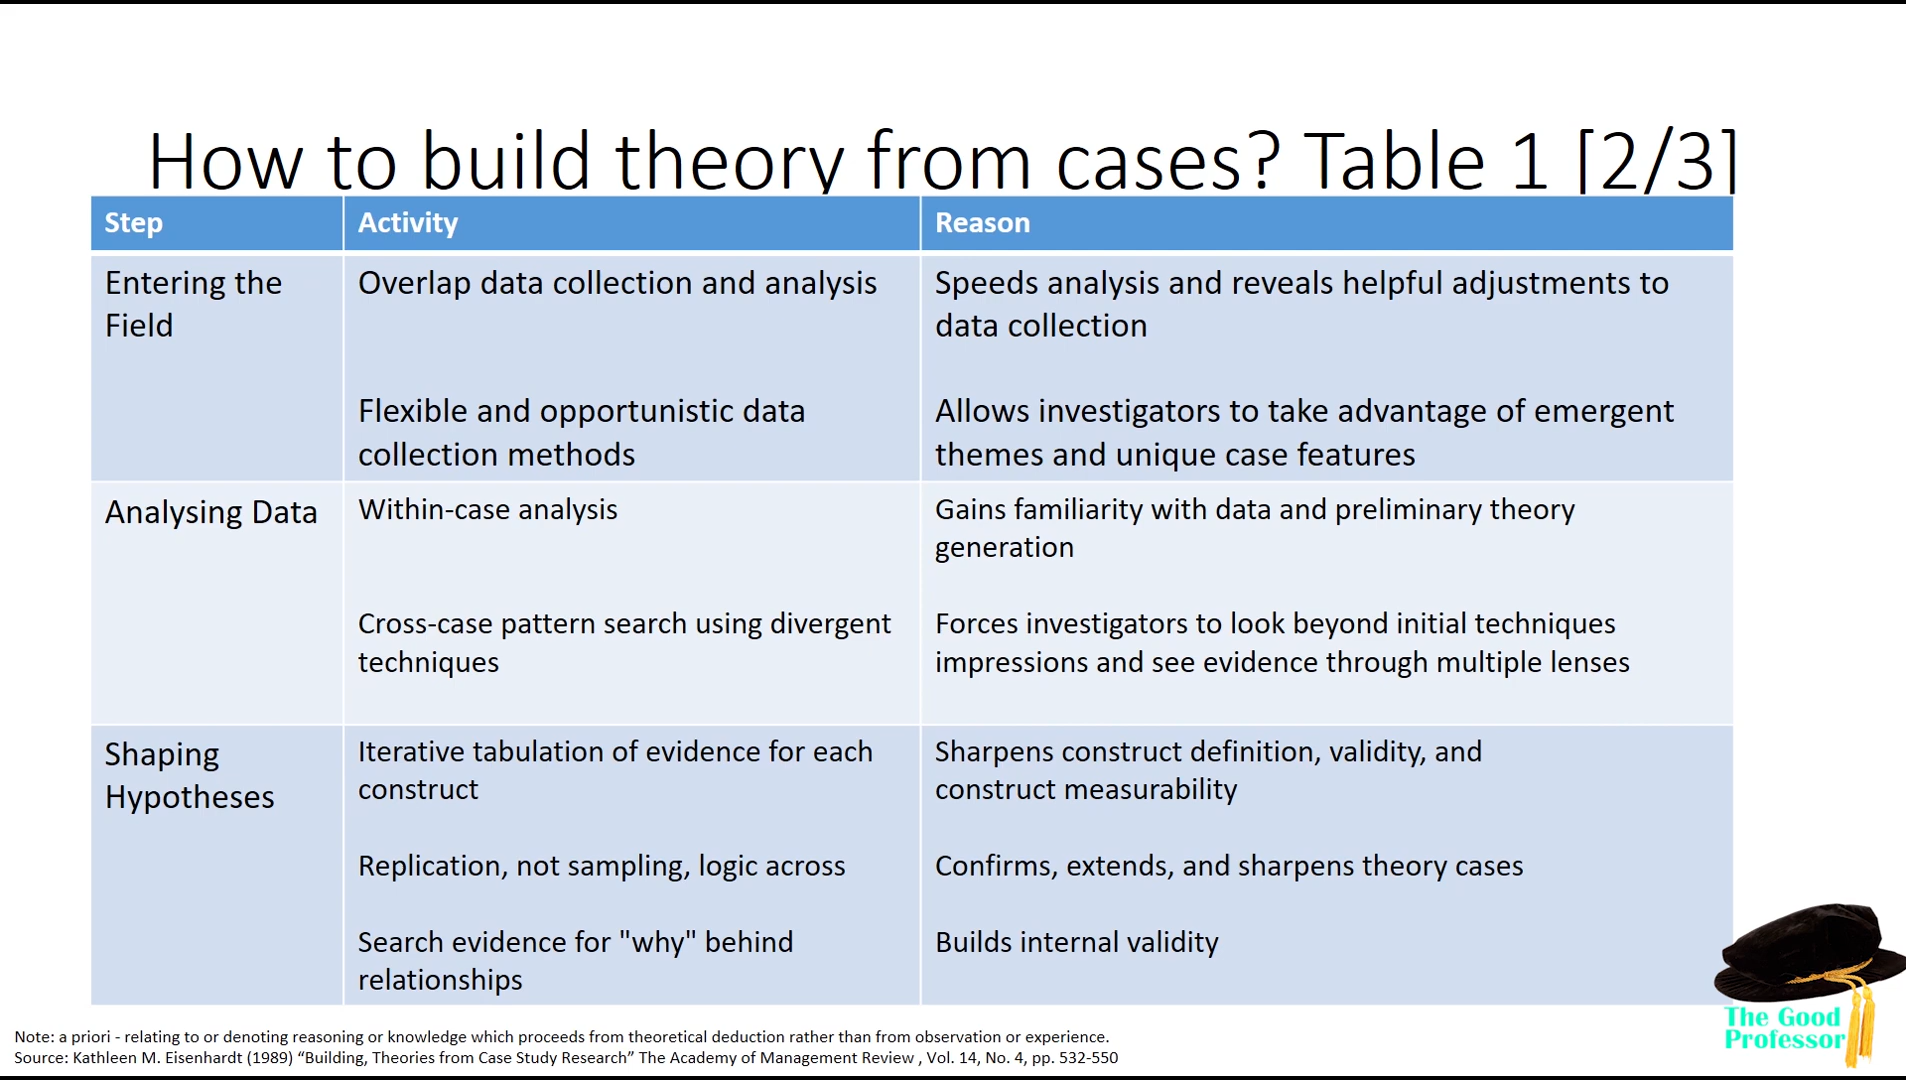 How to build theory from cases? Table 1 [2/3]
Step
Activity
Reason
Entering the
Field
Overlap data collection and analysis
Speeds analysis and reveals helpful adjustments to
data collection
Flexible and opportunistic data
collection methods
Allows investigators to take advantage of emergent
themes and unique case features
Analysing Data
Within-case analysis
Gains familiarity with data and preliminary theory
generation
Cross-case pattern search using divergent
techniques
Forces investigators to look beyond initial techniques
impressions and see evidence through multiple lenses
Shaping
Hypotheses
Iterative tabulation of evidence for each
construct
Sharpens construct definition, validity, and
construct measurability
Replication, not sampling, logic across
Confirms, extends, and sharpens theory cases
Search evidence for "why" behind
relationships
Builds internal validity
Note: a priori - relating to or denoting reasoning or knowledge which proceeds from theoretical deduction rather than from observation or experience.
Source: Kathleen M. Eisenhardt (1989) “Building, Theories from Case Study Research” The Academy of Management Review , Vol. 14, No. 4, pp. 532-550
The Good
Professor